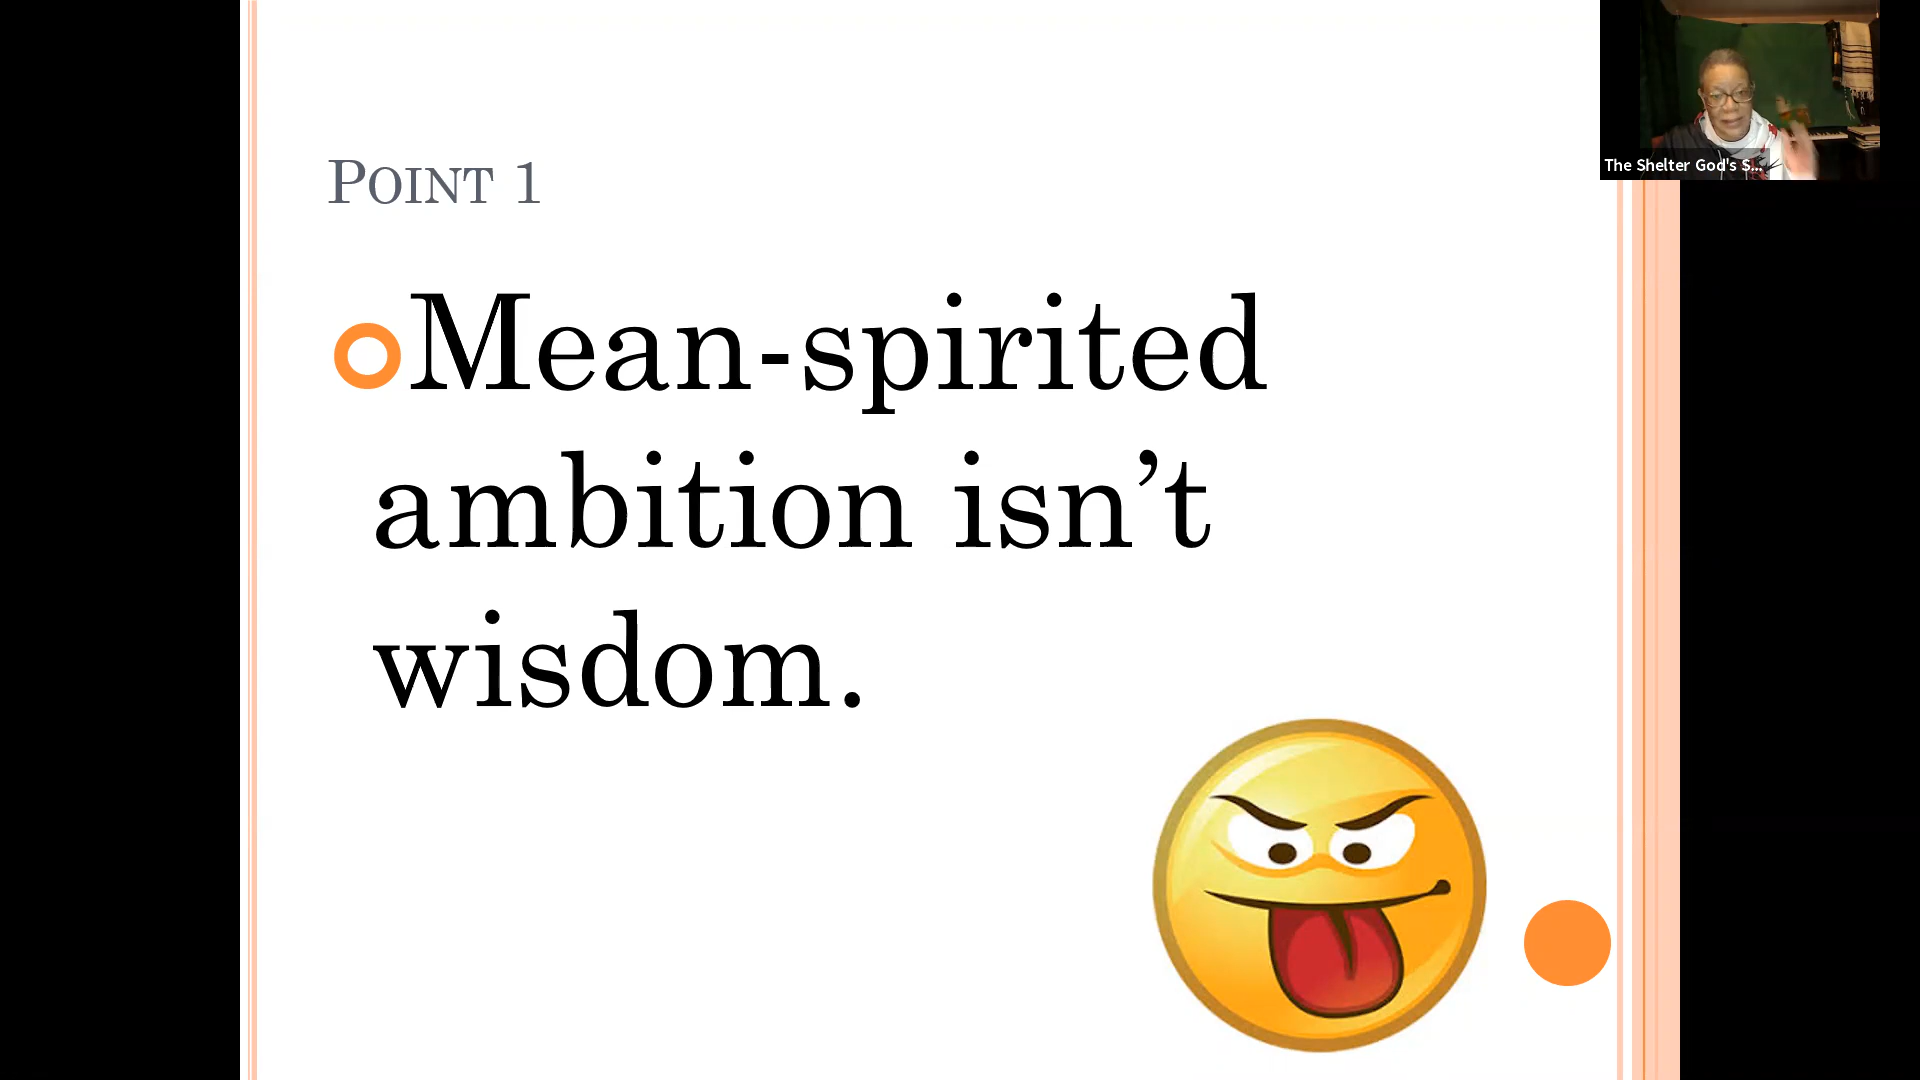 POINT 1
Mean-spirited
ambition isn’t
wisdom.
The Shelter God's S...